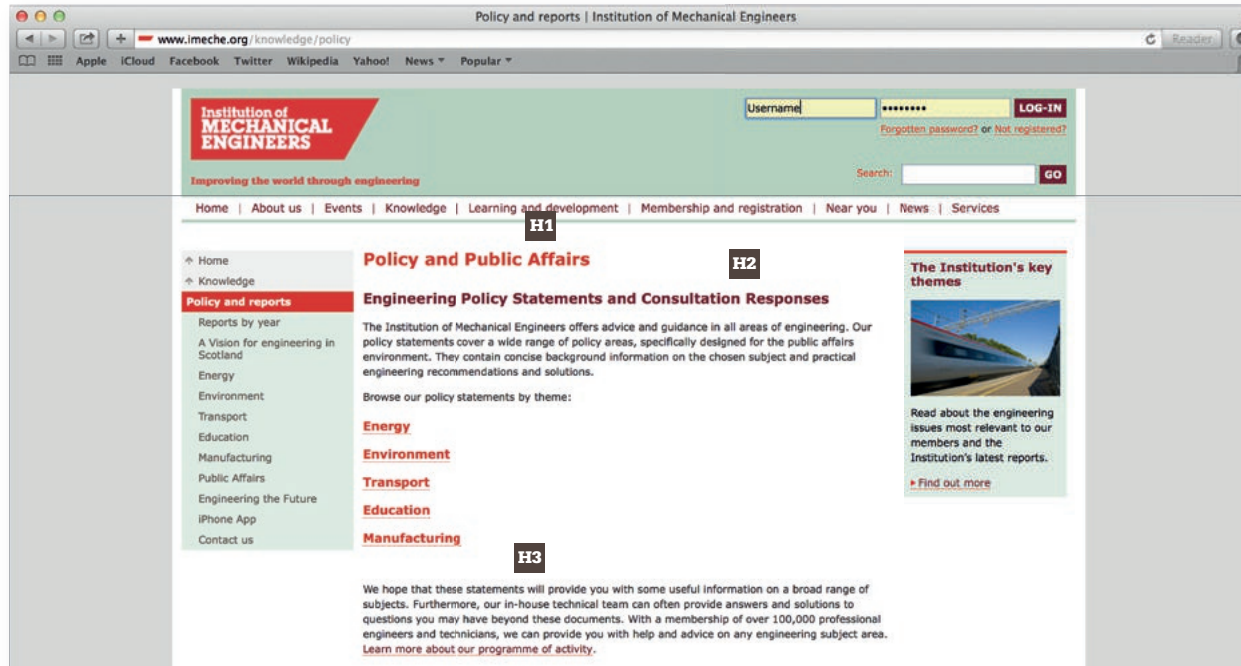 Policy and reports | Institution of Mechanical Engineers
www.imeche.org/knowledge/policy
Reader
Apple iCloud Facebook Twitter Wikipedia Yahoo! News Popular
Institution of
MECHANICAL
ENGINEERS
Improving the world through engineering
Username
LOG-IN
Forgotten password? or Not registered?
Search:
GO
Home | About us | Events | Knowledge | Learning and development | Membership and registration | Near you | News | Services
H1
Home
Knowledge
Policy and reports
Reports by year
A Vision for engineering in
Scotland
Energy
Environment
Transport
Education
Manufacturing
Public Affairs
Engineering the Future
iPhone App
Contact us
Policy and Public Affairs
H2
Engineering Policy Statements and Consultation Responses
The Institution of Mechanical Engineers offers advice and guidance in all areas of engineering. Our
policy statements cover a wide range of policy areas, specifically designed for the public affairs
environment. They contain concise background information on the chosen subject and practical
engineering recommendations and solutions.
Browse our policy statements by theme:
Energy
Environment
Transport
Education
Manufacturing
H3
We hope that these statements will provide you with some useful information on a broad range of
subjects. Furthermore, our in-house technical team can often provide answers and solutions to
questions you may have beyond these documents. With a membership of over 100,000 professional
engineers and technicians, we can provide you with help and advice on any engineering subject area.
Learn more about our programme of activity.
The Institution's key
themes
Read about the engineering
issues most relevant to our
members and the
Institution's latest reports.
Find out more